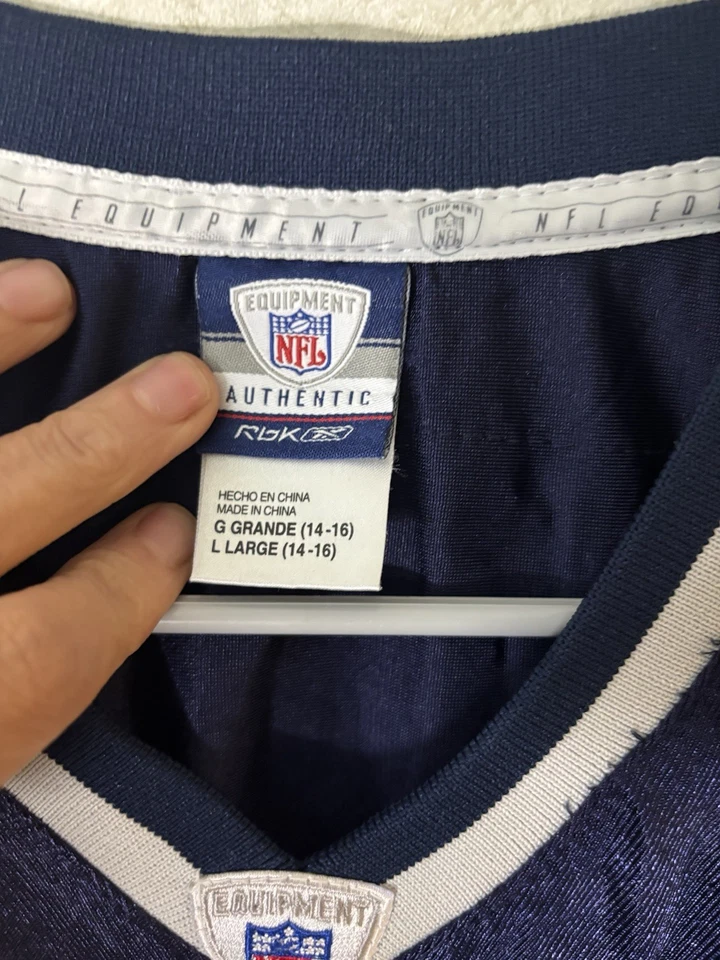 L EQUIPMENT EQUIPMENT NFL NFL EQ
EQUIPMENT
NFL
AUTHENTIC
RBK
HECHO EN CHINA
MADE IN CHINA
G GRANDE (14-16)
L LARGE (14-16)
EQUIPMENT
NFL